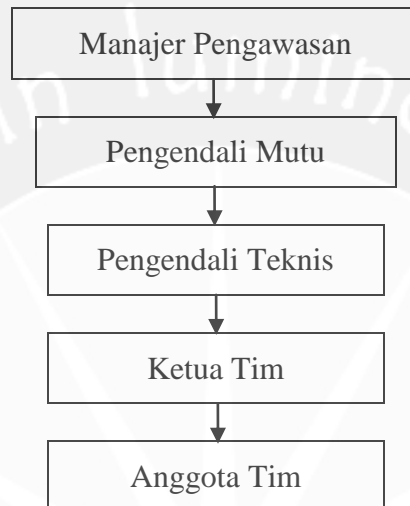 Manajer Pengawasan
Pengendali Mutu
Pengendali Teknis
Ketua Tim
Anggota Tim